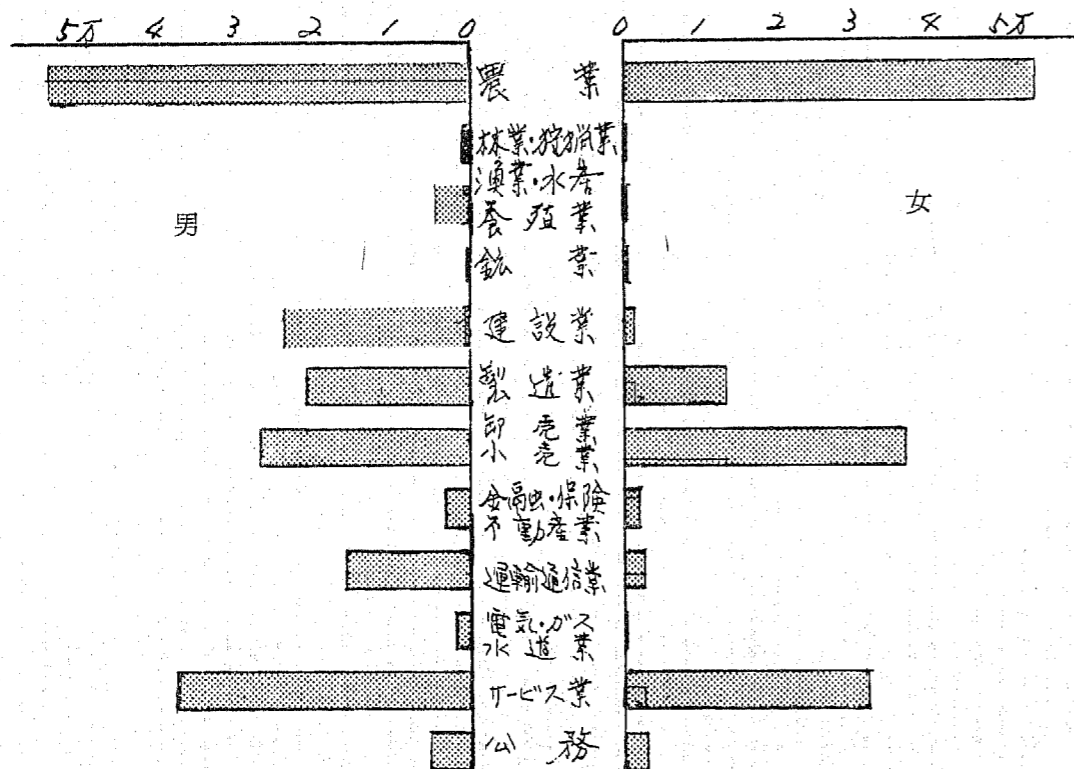 5万 4 3 2 1 0 0 1 2 3 4 5万
農業
林業・狩猟業
漁業・水産
養殖業
男
女
鉱業
建設業
製造業
卸売業
小売業
金融・保険
不動産業
運輸通信業
電気・ガス
水道業
サービス業
公務